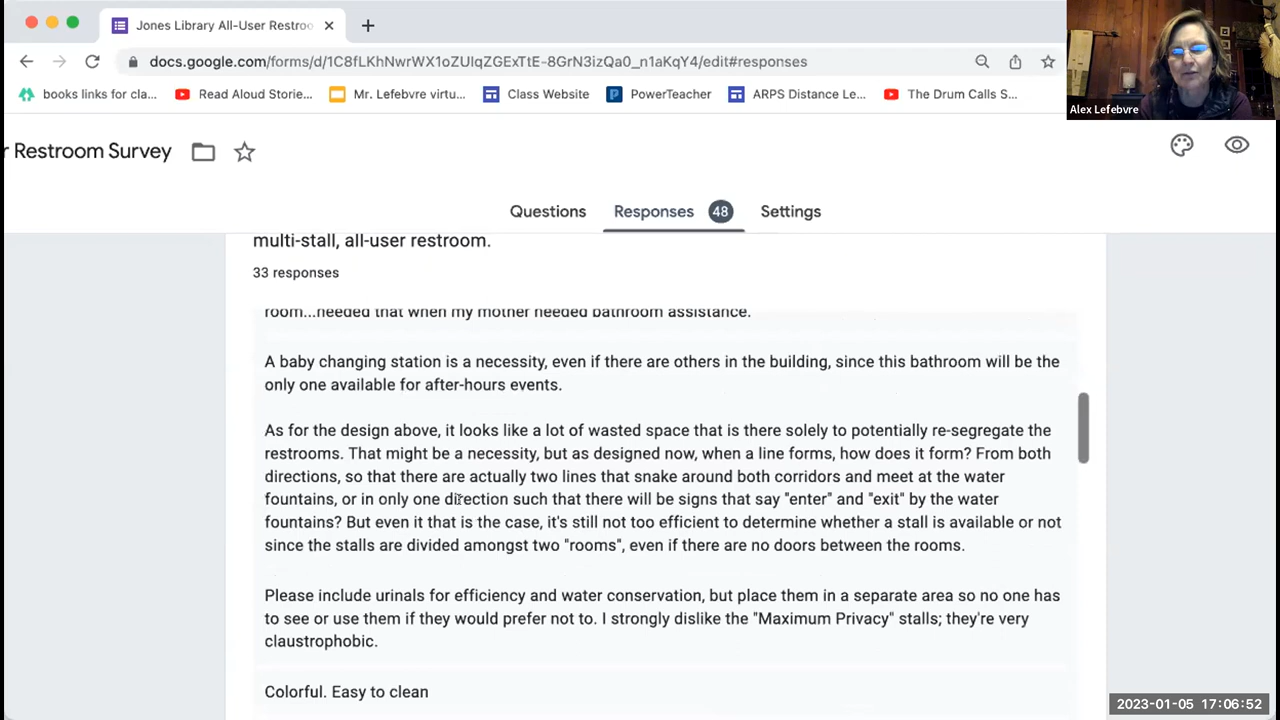 Jones Library All-User Restroo
docs.google.com/forms/d/1C8fLKhNwrWX1oZUlqZGExTtE-8GrN3izQa0_n1aKqY4/edit#responses
books links for cla...
Read Aloud Storie...
Mr. Lefebvre virtu...
Class Website
PowerTeacher
ARPS Distance Le...
The Drum Calls S...
Alex Lefebvre
r Restroom Survey
Questions
Responses 48
Settings
multi-stall, all-user restroom.
33 responses
room...needed that when my mother needed bathroom assistance.
A baby changing station is a necessity, even if there are others in the building, since this bathroom will be the
only one available for after-hours events.
As for the design above, it looks like a lot of wasted space that is there solely to potentially re-segregate the
restrooms. That might be a necessity, but as designed now, when a line forms, how does it form? From both
directions, so that there are actually two lines that snake around both corridors and meet at the water
fountains, or in only one direction such that there will be signs that say "enter" and "exit" by the water
fountains? But even it that is the case, it's still not too efficient to determine whether a stall is available or not
since the stalls are divided amongst two "rooms", even if there are no doors between the rooms.
Please include urinals for efficiency and water conservation, but place them in a separate area so no one has
to see or use them if they would prefer not to. I strongly dislike the "Maximum Privacy" stalls; they're very
claustrophobic.
Colorful. Easy to clean
2023-01-05 17:06:52